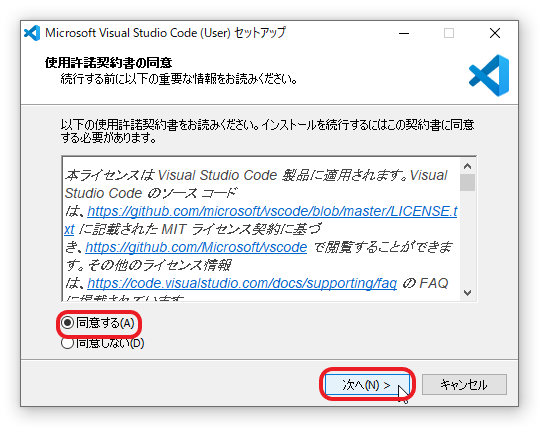 Microsoft Visual Studio Code (User) セットアップ
使用許諾契約書の同意
続行する前に以下の重要な情報をお読みください。
以下の使用許諾契約書をお読みください。インストールを続行するにはこの契約書に同意
する必要があります。
本ライセンスは Visual Studio Code 製品に適用されます。Visual
Studio Code のソース コード
は、https://github.com/microsoft/vscode/blob/master/LICENSE.t
xt に記載された MIT ライセンス契約に基づ
き、https://github.com/Microsoft/vscode で閲覧することができま
す。その他のライセンス情報
は、https://code.visualstudio.com/docs/supporting/faq の FAQ
に掲載されています
同意する(A)
同意しない(D)
次へ(N) >
キャンセル